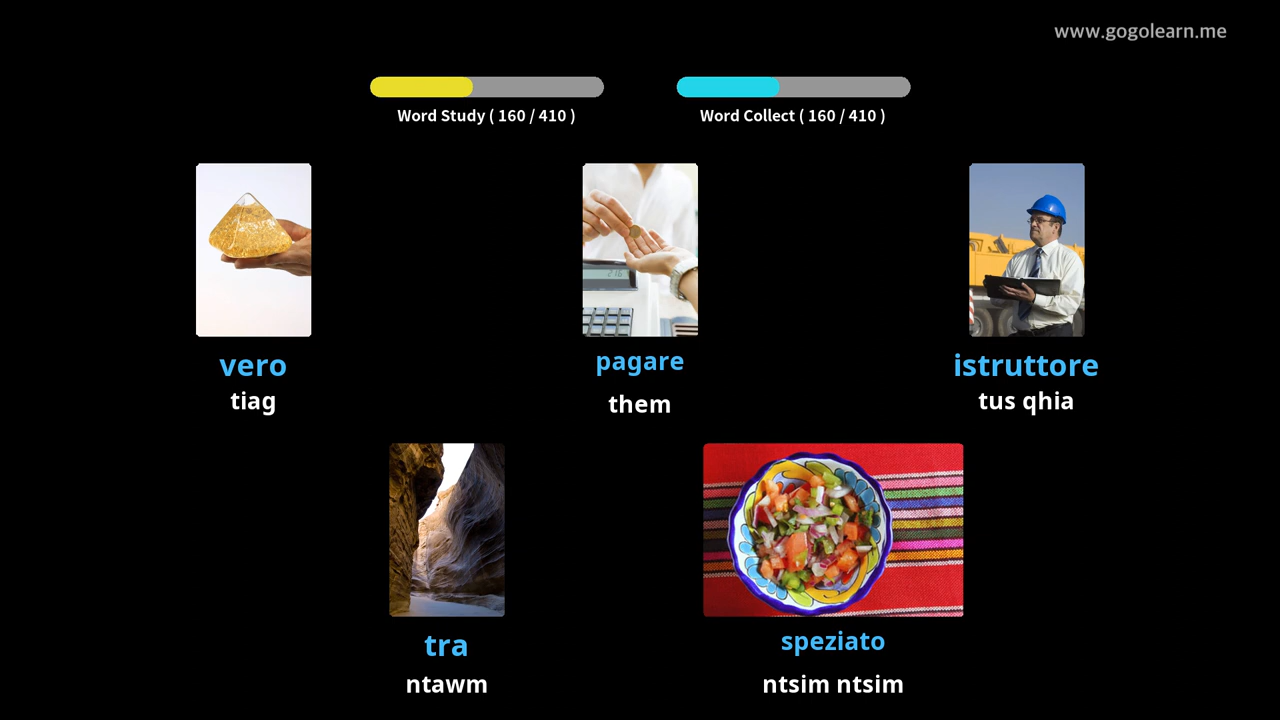 www.gogolearn.me
Word Study ( 160 / 410 )
Word Collect ( 160 / 410 )
vero
tiag
pagare
them
istruttore
tus qhia
tra
ntawm
speziato
ntsim ntsim